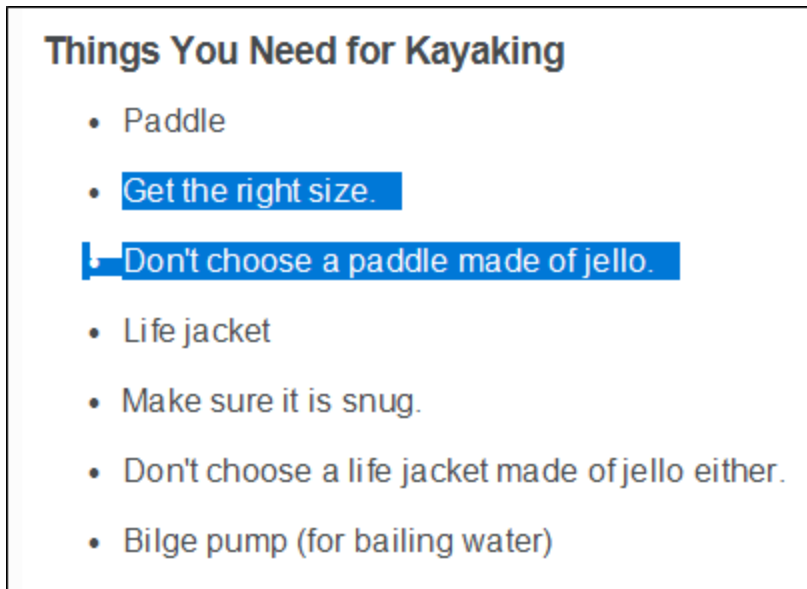 Things You Need for Kayaking
• Paddle
• Get the right size.
• Don't choose a paddle made of jello.
• Life jacket
• Make sure it is snug.
• Don't choose a life jacket made of jello either.
• Bilge pump (for bailing water)